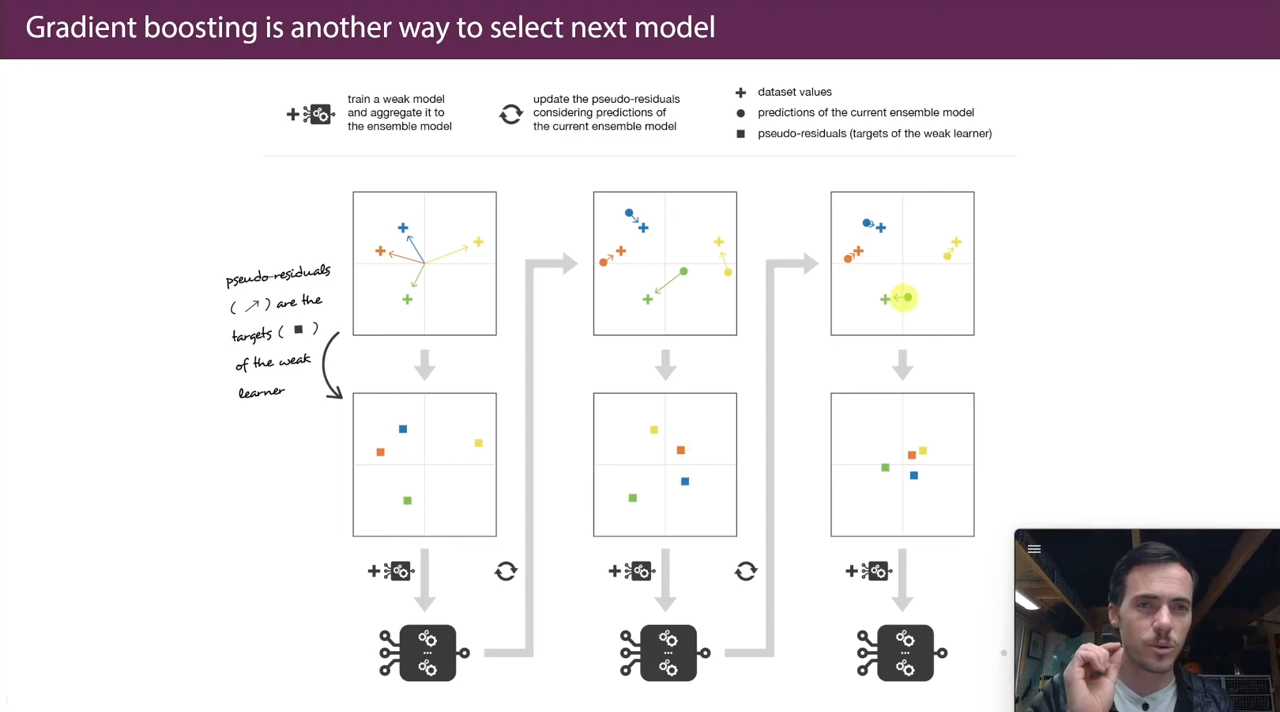 Gradient boosting is another way to select next model
train a weak model
and aggregate it to
the ensemble model
update the pseudo-residuals
considering predictions of
the current ensemble model
dataset values
predictions of the current ensemble model
pseudo-residuals (targets of the weak learner)
pseudo-residuals
( ↗ ) are the
targets ( ■ )
of the weak
learner